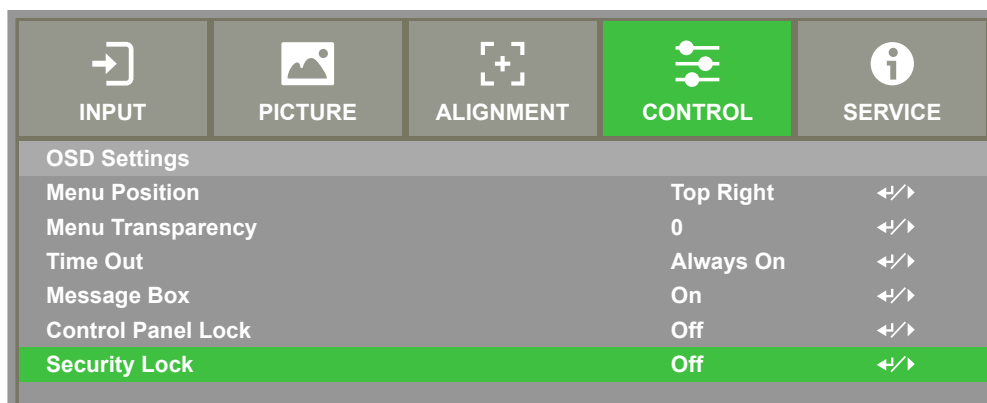 INPUT PICTURE ALIGNMENT CONTROL SERVICE
OSD Settings
Menu Position Top Right
Menu Transparency 0
Time Out Always On
Message Box On
Control Panel Lock Off
Security Lock Off